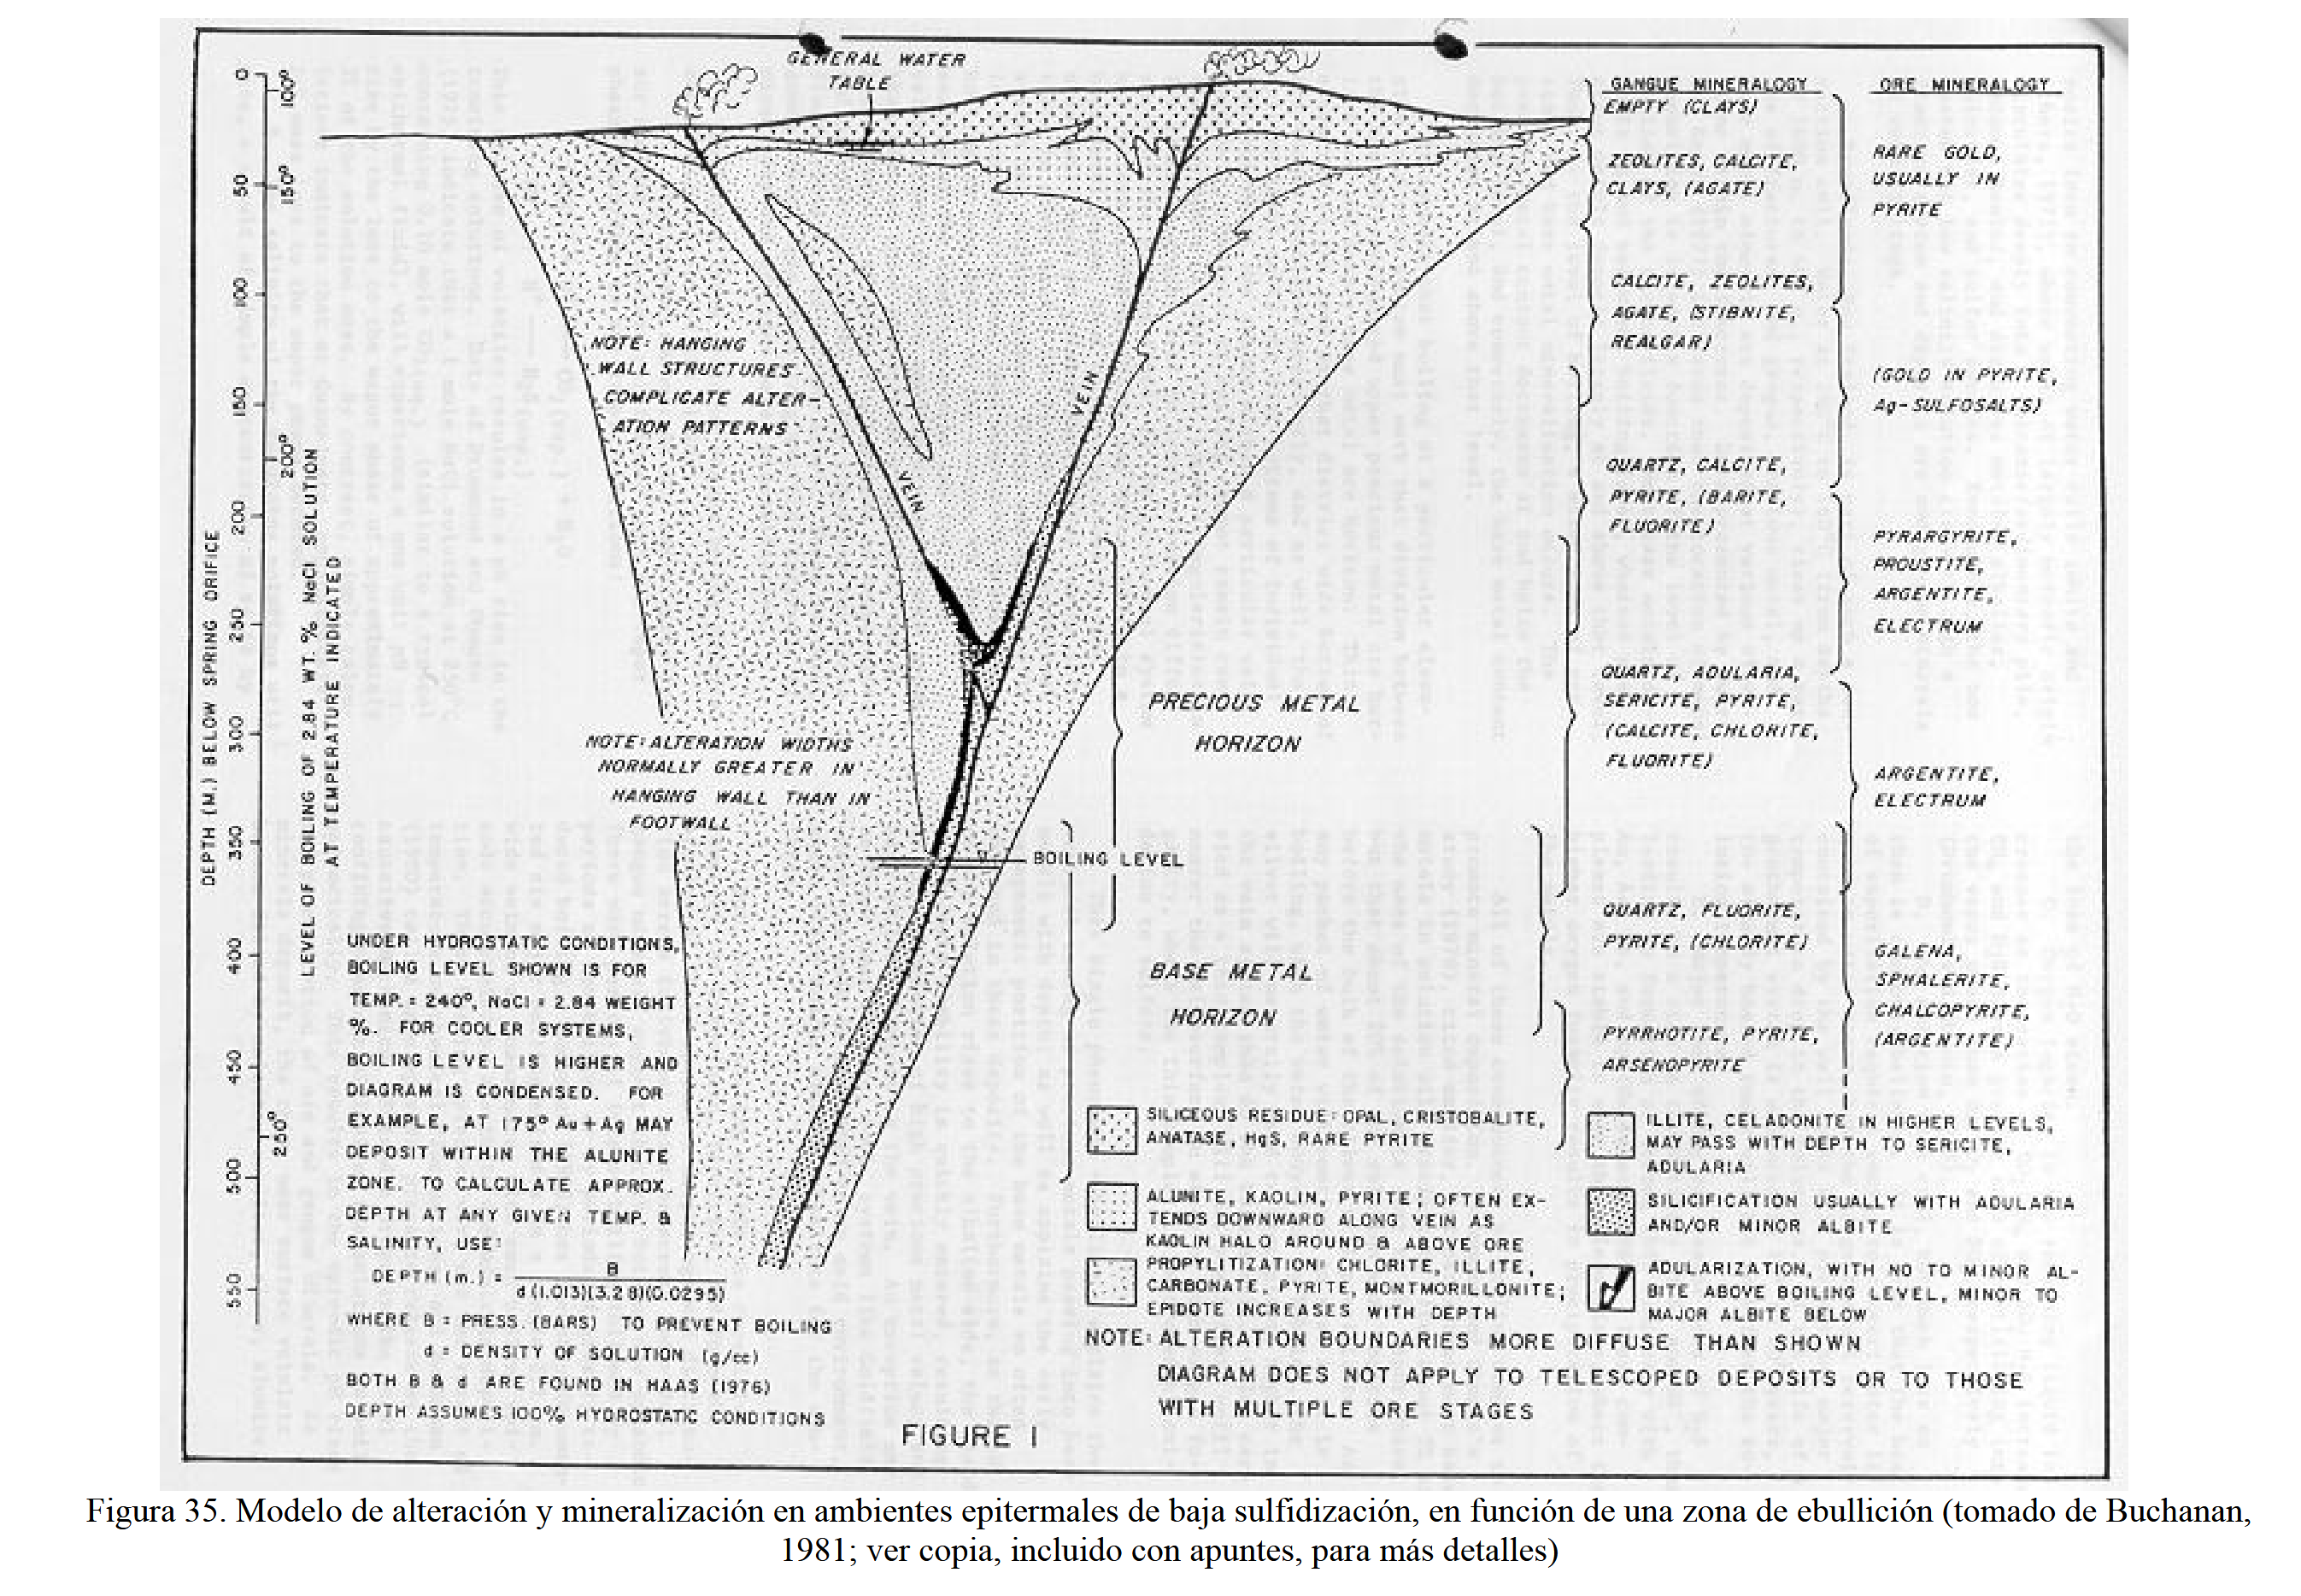 GENERAL WATER
TABLE
0
50
100
150
200
250
300
350
400
450
500
550
DEPTH (M.) BELOW SPRING ORIFICE
100°
150°
200°
250°
LEVEL OF BOILING OF 2.84 WT. % NaCl SOLUTION
AT TEMPERATURE INDICATED
NOTE: HANGING
WALL STRUCTURES
COMPLICATE ALTER-
ATION PATTERNS
VEIN
VEIN
NOTE: ALTERATION WIDTHS
NORMALLY GREATER IN
HANGING WALL THAN IN
FOOTWALL
BOILING LEVEL
PRECIOUS METAL
HORIZON
BASE METAL
HORIZON
GANGUE MINERALOGY
EMPTY (CLAYS)
ZEOLITES, CALCITE,
CLAYS, (AGATE)
CALCITE, ZEOLITES,
AGATE, (STIBNITE,
REALGAR)
QUARTZ, CALCITE,
PYRITE, (BARITE,
FLUORITE)
QUARTZ, ADULARIA,
SERICITE, PYRITE,
(CALCITE, CHLORITE,
FLUORITE)
QUARTZ, FLUORITE,
PYRITE, (CHLORITE)
PYRRHOTITE, PYRITE,
ARSENOPYRITE
ORE MINERALOGY
RARE GOLD,
USUALLY IN
PYRITE
(GOLD IN PYRITE,
Ag-SULFOSALTS)
PYRARGYRITE,
PROUSTITE,
ARGENTITE,
ELECTRUM
ARGENTITE,
ELECTRUM
GALENA,
SPHALERITE,
CHALCOPYRITE,
(ARGENTITE)
UNDER HYDROSTATIC CONDITIONS,
BOILING LEVEL SHOWN IS FOR
TEMP. = 240°, NaCl = 2.84 WEIGHT
%. FOR COOLER SYSTEMS,
BOILING LEVEL IS HIGHER AND
DIAGRAM IS CONDENSED. FOR
EXAMPLE, AT 175° Au+Ag MAY
DEPOSIT WITHIN THE ALUNITE
ZONE. TO CALCULATE APPROX.
DEPTH AT ANY GIVEN TEMP. &
SALINITY, USE:
DEPTH (m.) = B
d(1.013)(3.28)(0.0295)
WHERE B = PRESS. (BARS) TO PREVENT BOILING
d = DENSITY OF SOLUTION (g/cc)
BOTH B & d ARE FOUND IN HAAS (1976)
DEPTH ASSUMES 100% HYDROSTATIC CONDITIONS
SILICEOUS RESIDUE: OPAL, CRISTOBALITE,
ANATASE, HgS, RARE PYRITE
ALUNITE, KAOLIN, PYRITE; OFTEN EX-
TENDS DOWNWARD ALONG VEIN AS
KAOLIN HALO AROUND & ABOVE ORE
PROPYLITIZATION: CHLORITE, ILLITE,
CARBONATE, PYRITE, MONTMORILLONITE;
EPIDOTE INCREASES WITH DEPTH
ILLITE, CELADONITE IN HIGHER LEVELS,
MAY PASS WITH DEPTH TO SERICITE,
ADULARIA
SILICIFICATION USUALLY WITH ADULARIA
AND/OR MINOR ALBITE
ADULARIZATION, WITH NO TO MINOR AL-
BITE ABOVE BOILING LEVEL, MINOR TO
MAJOR ALBITE BELOW
NOTE: ALTERATION BOUNDARIES MORE DIFFUSE THAN SHOWN
DIAGRAM DOES NOT APPLY TO TELESCOPED DEPOSITS OR TO THOSE
WITH MULTIPLE ORE STAGES
FIGURE 1
Figura 35. Modelo de alteración y mineralización en ambientes epitermales de baja sulfidización, en función de una zona de ebullición (tomado de Buchanan,
1981; ver copia, incluido con apuntes, para más detalles)